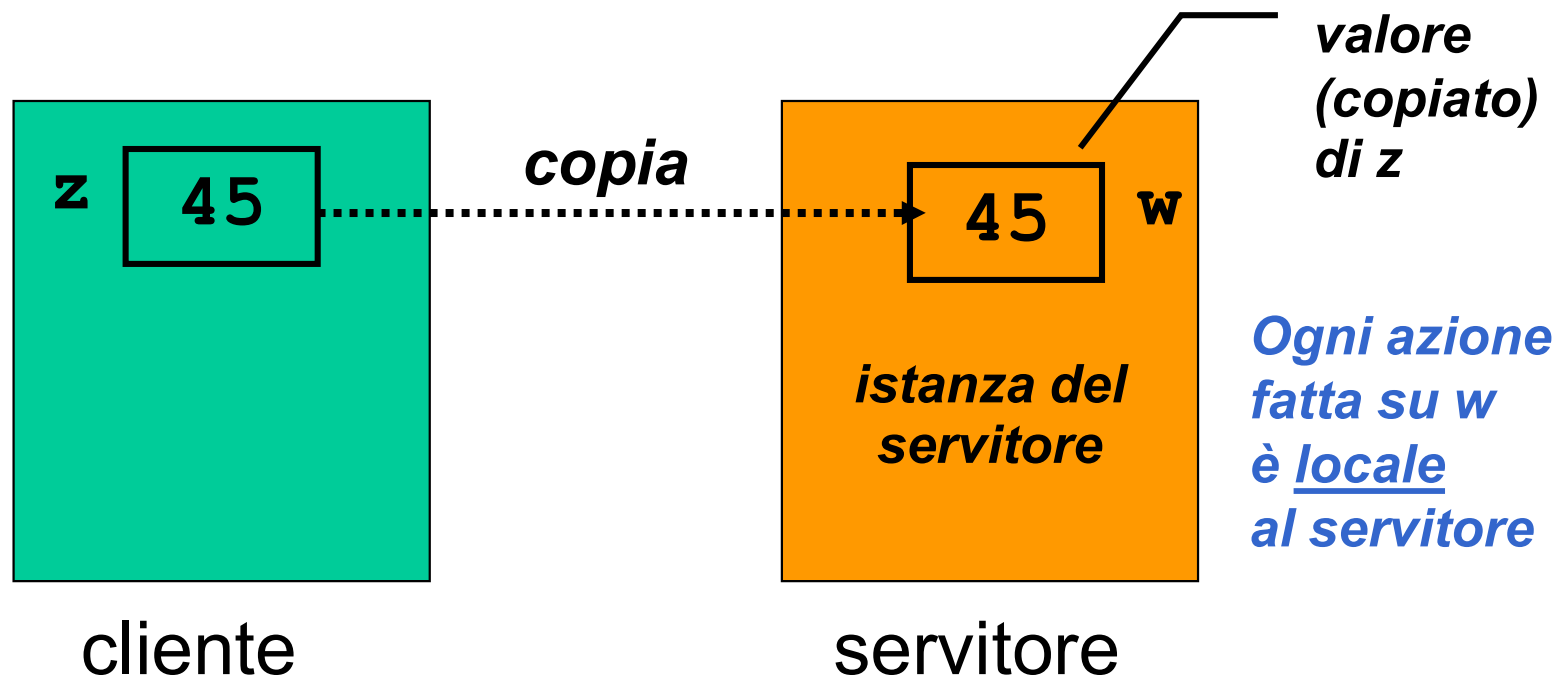 valore
(copiato)
di z
z 45
copia
45 w
istanza del
servitore
Ogni azione
fatta su w
è locale
al servitore
cliente
servitore